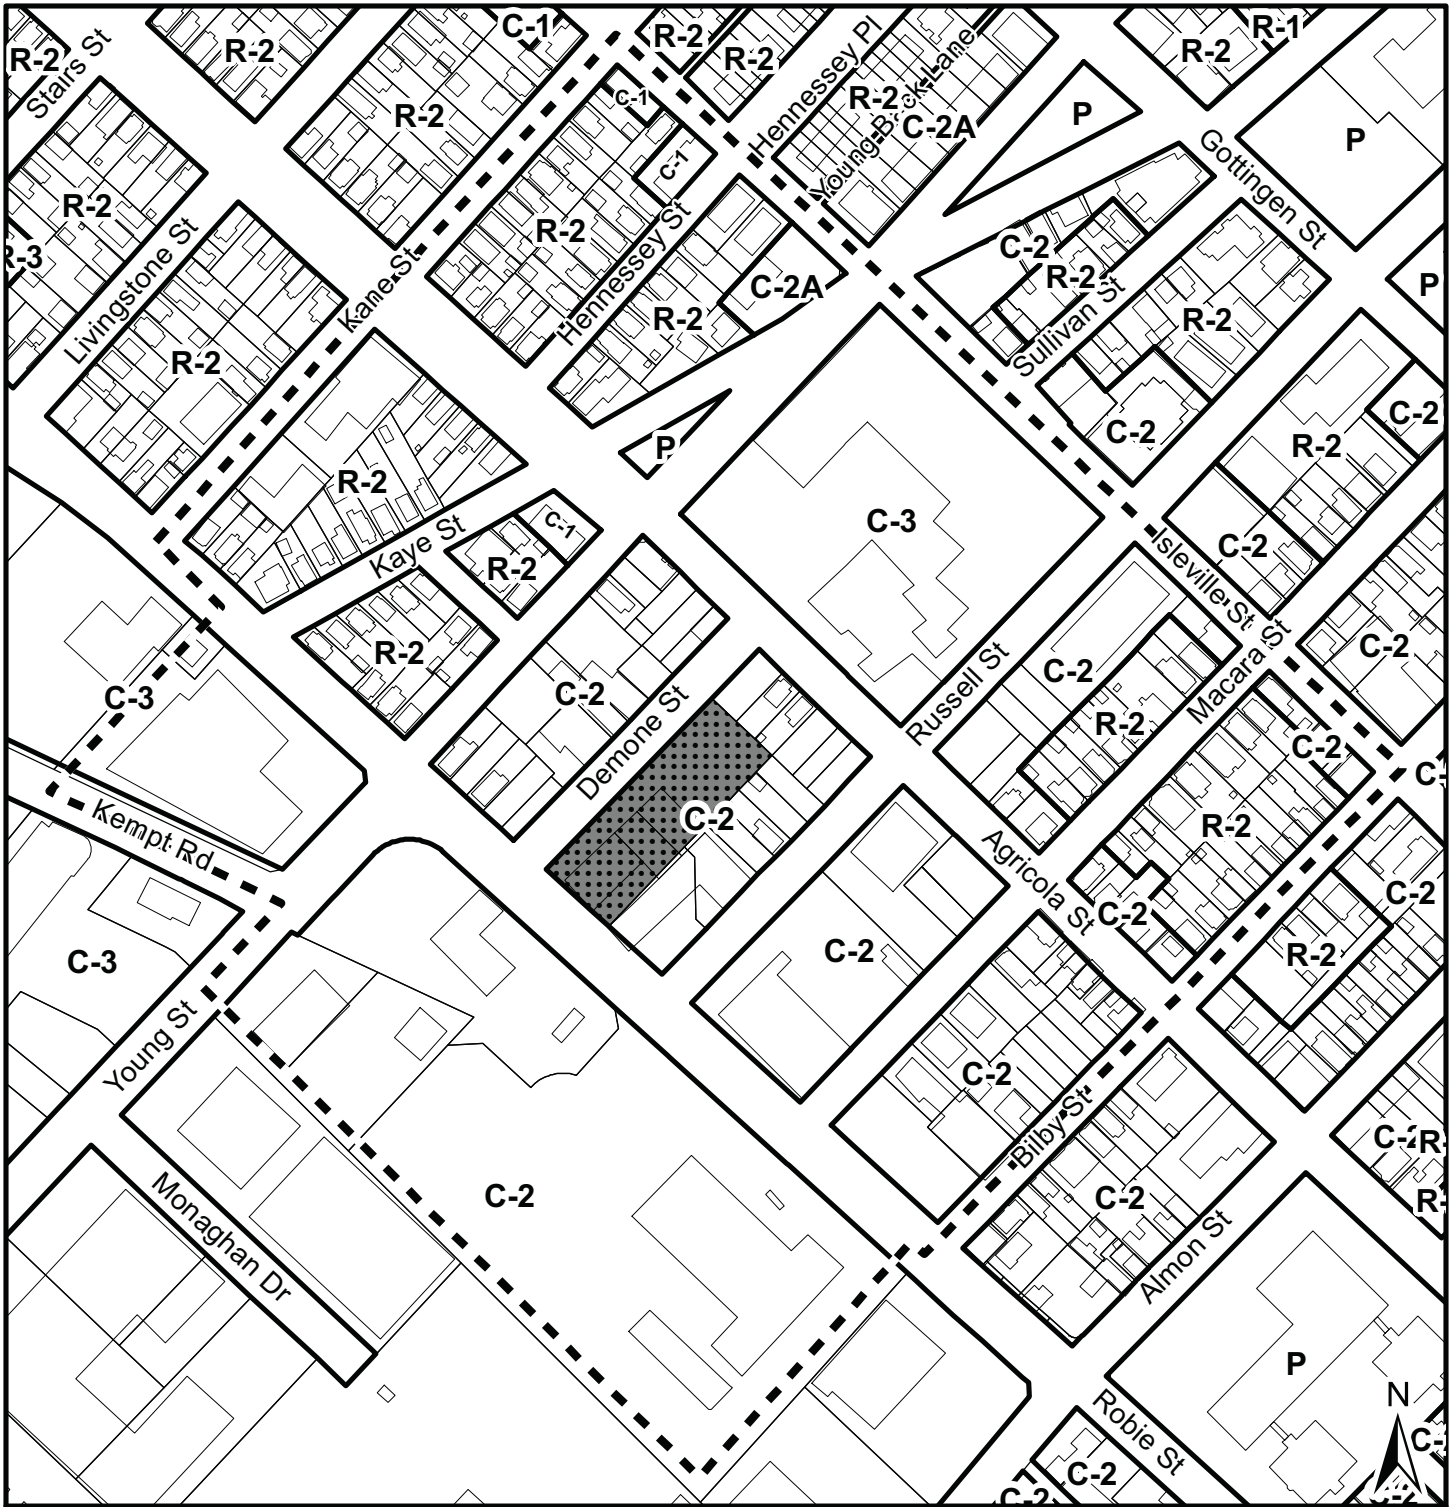 C-1
R-2
R-2
R-1
R-2
R-2
Stairs St
R-2
R-2
Hennessey Pl
R-2
Young Back Lane
C-2A
P
P
C-1
C-1
Gottingen St
R-2
R-3
Livingstone St
Kane St
R-2
Hennessey St
C-2A
R-2
C-2
R-2
Sullivan St
R-2
P
R-2
R-2
Kaye St
P
C-2
R-2
C-2
C-1
R-2
C-3
C-2
Isleville St
R-2
C-2
Demone St
Russell St
C-2
Macara St
C-2
C-3
R-2
C-2
Kempt Rd
C-2
R-2
Agricola St
C-2
C-2
R-2
C-3
C-2
Young St
C-2
Bilby St
C-2
C-2
Monaghan Dr
Almon St
P
N
Robie St
C-2
C-2